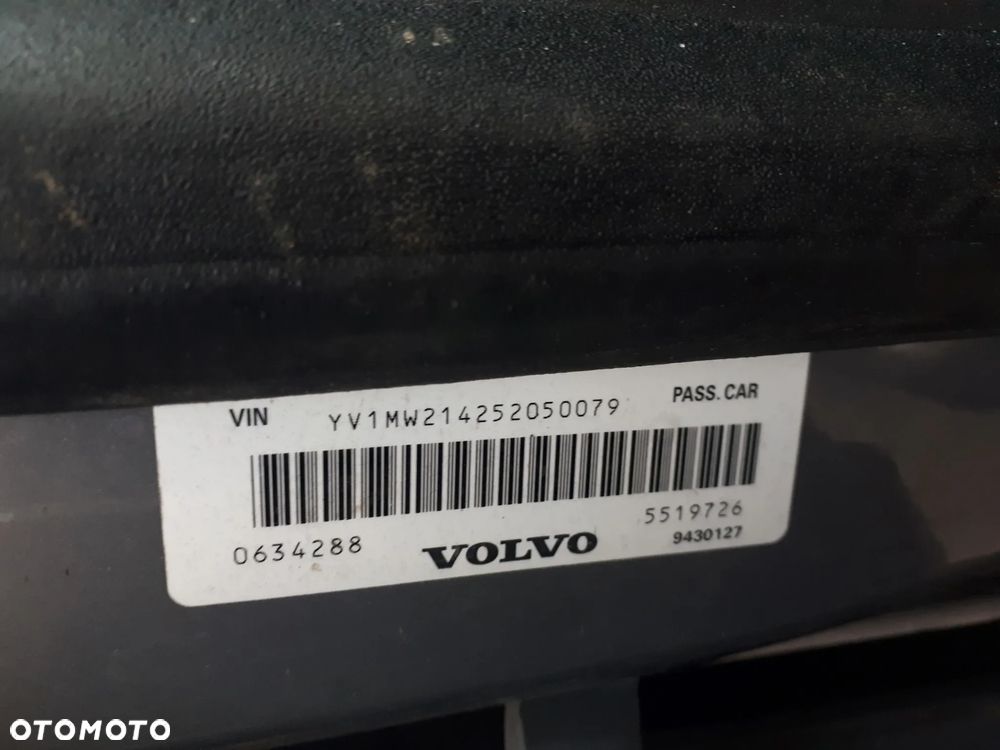 VIN YV1MW214252050079 PASS. CAR
0634288 VOLVO 5519726
9430127
OTOMOTO